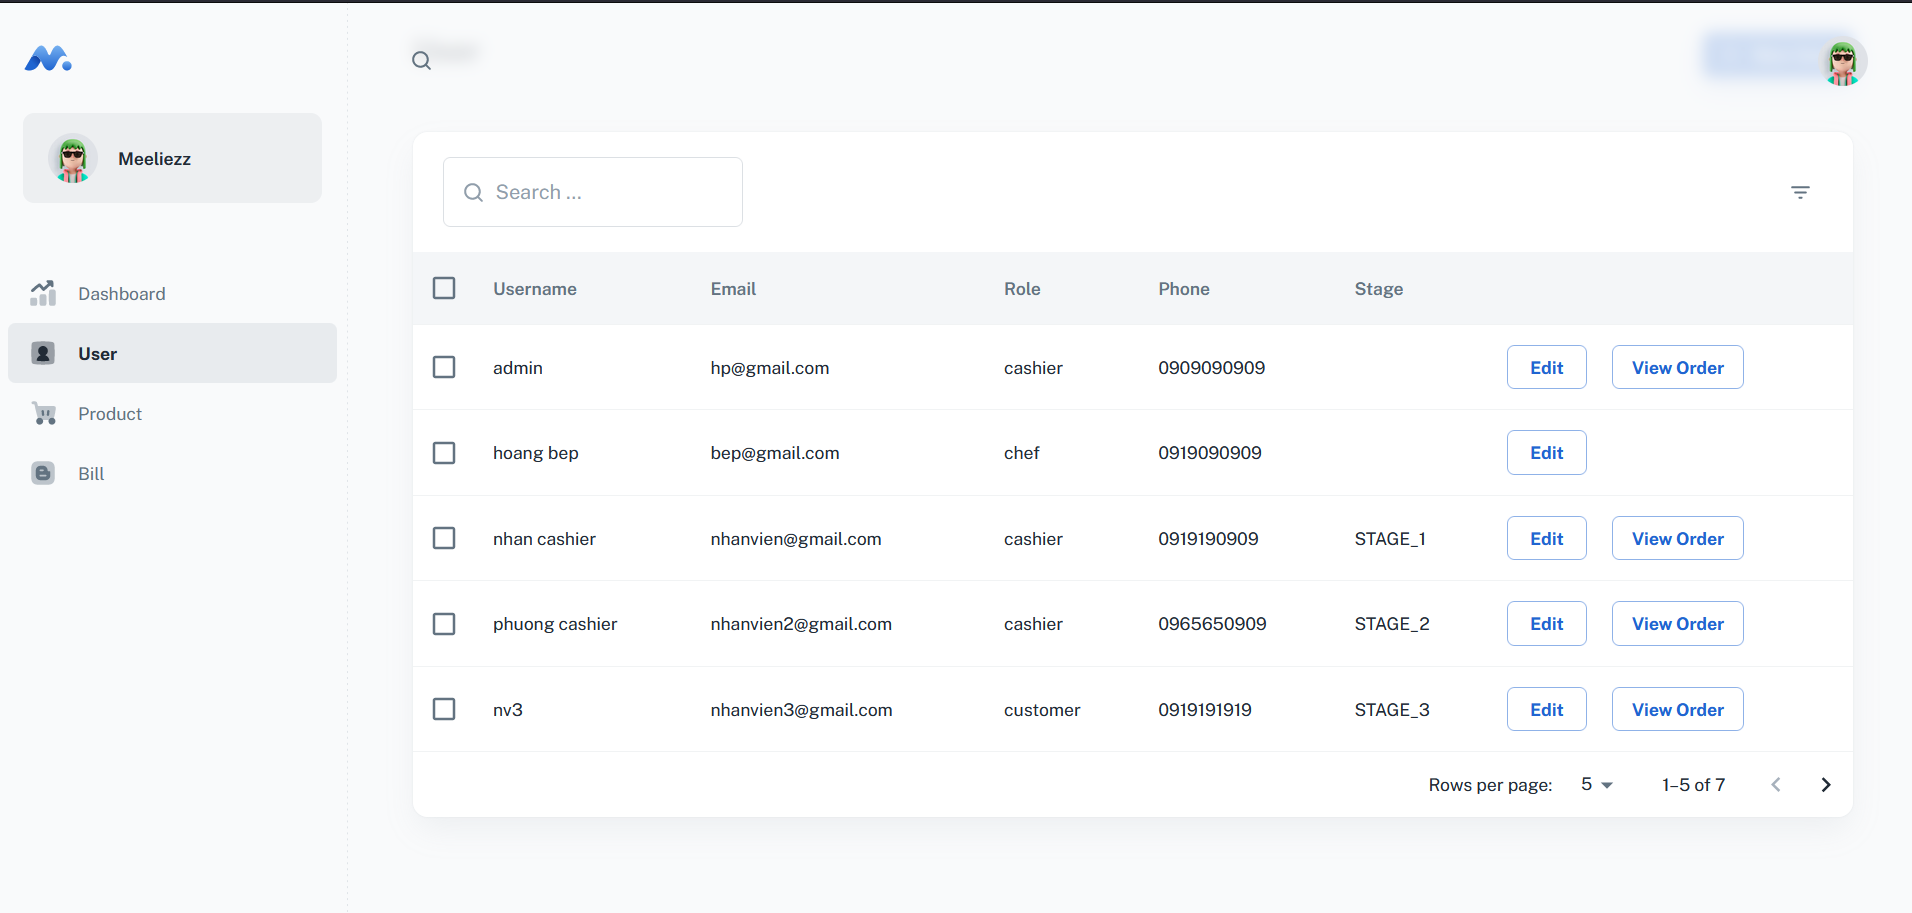 Meeliezz
Dashboard
User
Product
Bill
Search ...
Username Email Role Phone Stage
admin hp@gmail.com cashier 0909090909 Edit View Order
hoang bep bep@gmail.com chef 0919090909 Edit
nhan cashier nhanvien@gmail.com cashier 0919190909 STAGE_1 Edit View Order
phuong cashier nhanvien2@gmail.com cashier 0965650909 STAGE_2 Edit View Order
nv3 nhanvien3@gmail.com customer 0919191919 STAGE_3 Edit View Order
Rows per page: 5 1–5 of 7